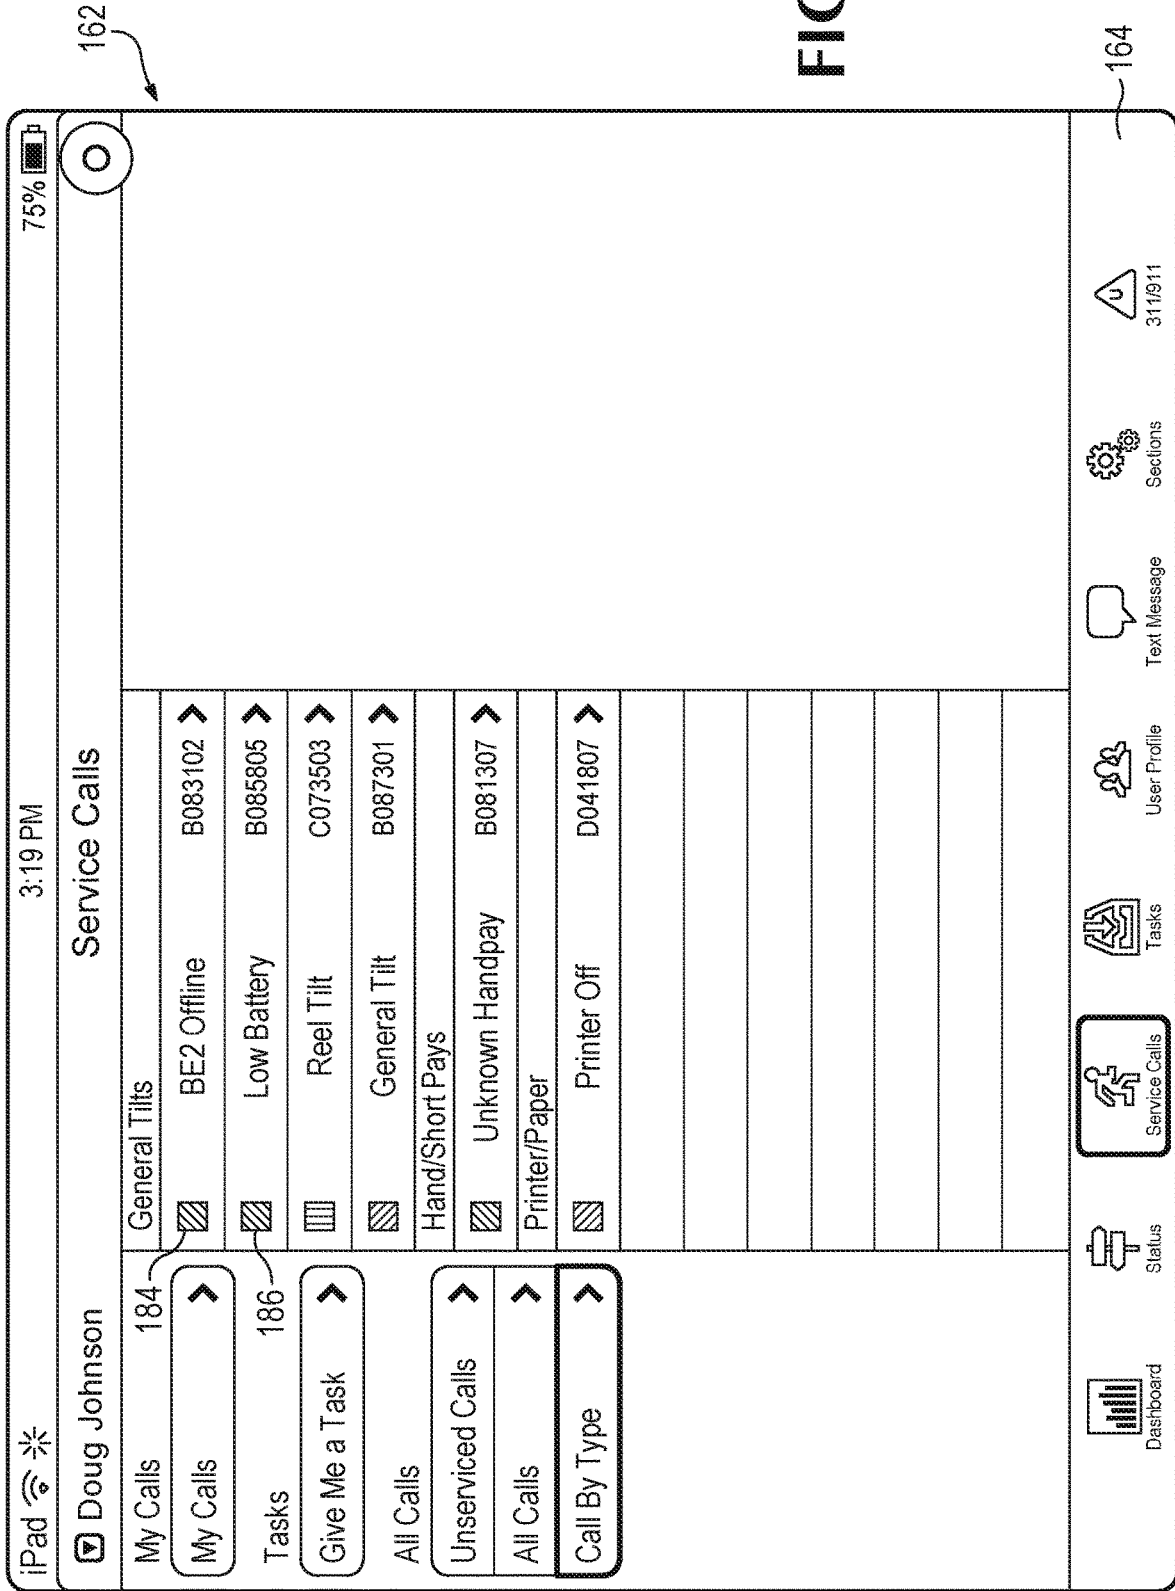 iPad 3:19 PM 75%
Doug Johnson Service Calls
162
My Calls
My Calls
Tasks
Give Me a Task
All Calls
Unserviced Calls
All Calls
Call By Type
184
186
General Tilts
BE2 Offline B083102
Low Battery B085805
Reel Tilt C073503
General Tilt B087301
Hand/Short Pays
Unknown Handpay B081307
Printer/Paper
Printer Off D041807
Dashboard
Status
Service Calls
Tasks
User Profile
Text Message
Sections
311/911
164